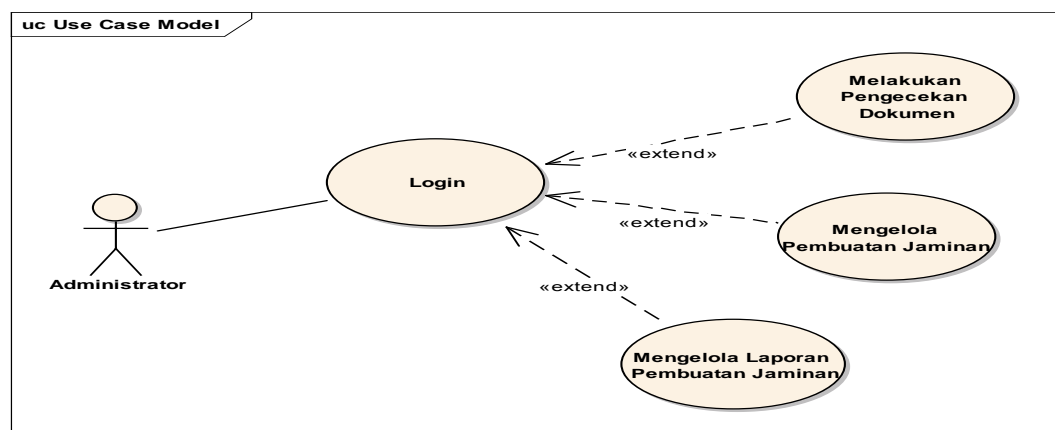 uc Use Case Model
Melakukan
Pengecekan
Dokumen
«extend»
Login
«extend»
Mengelola
Pembuatan Jaminan
Administrator
«extend»
Mengelola Laporan
Pembuatan Jaminan